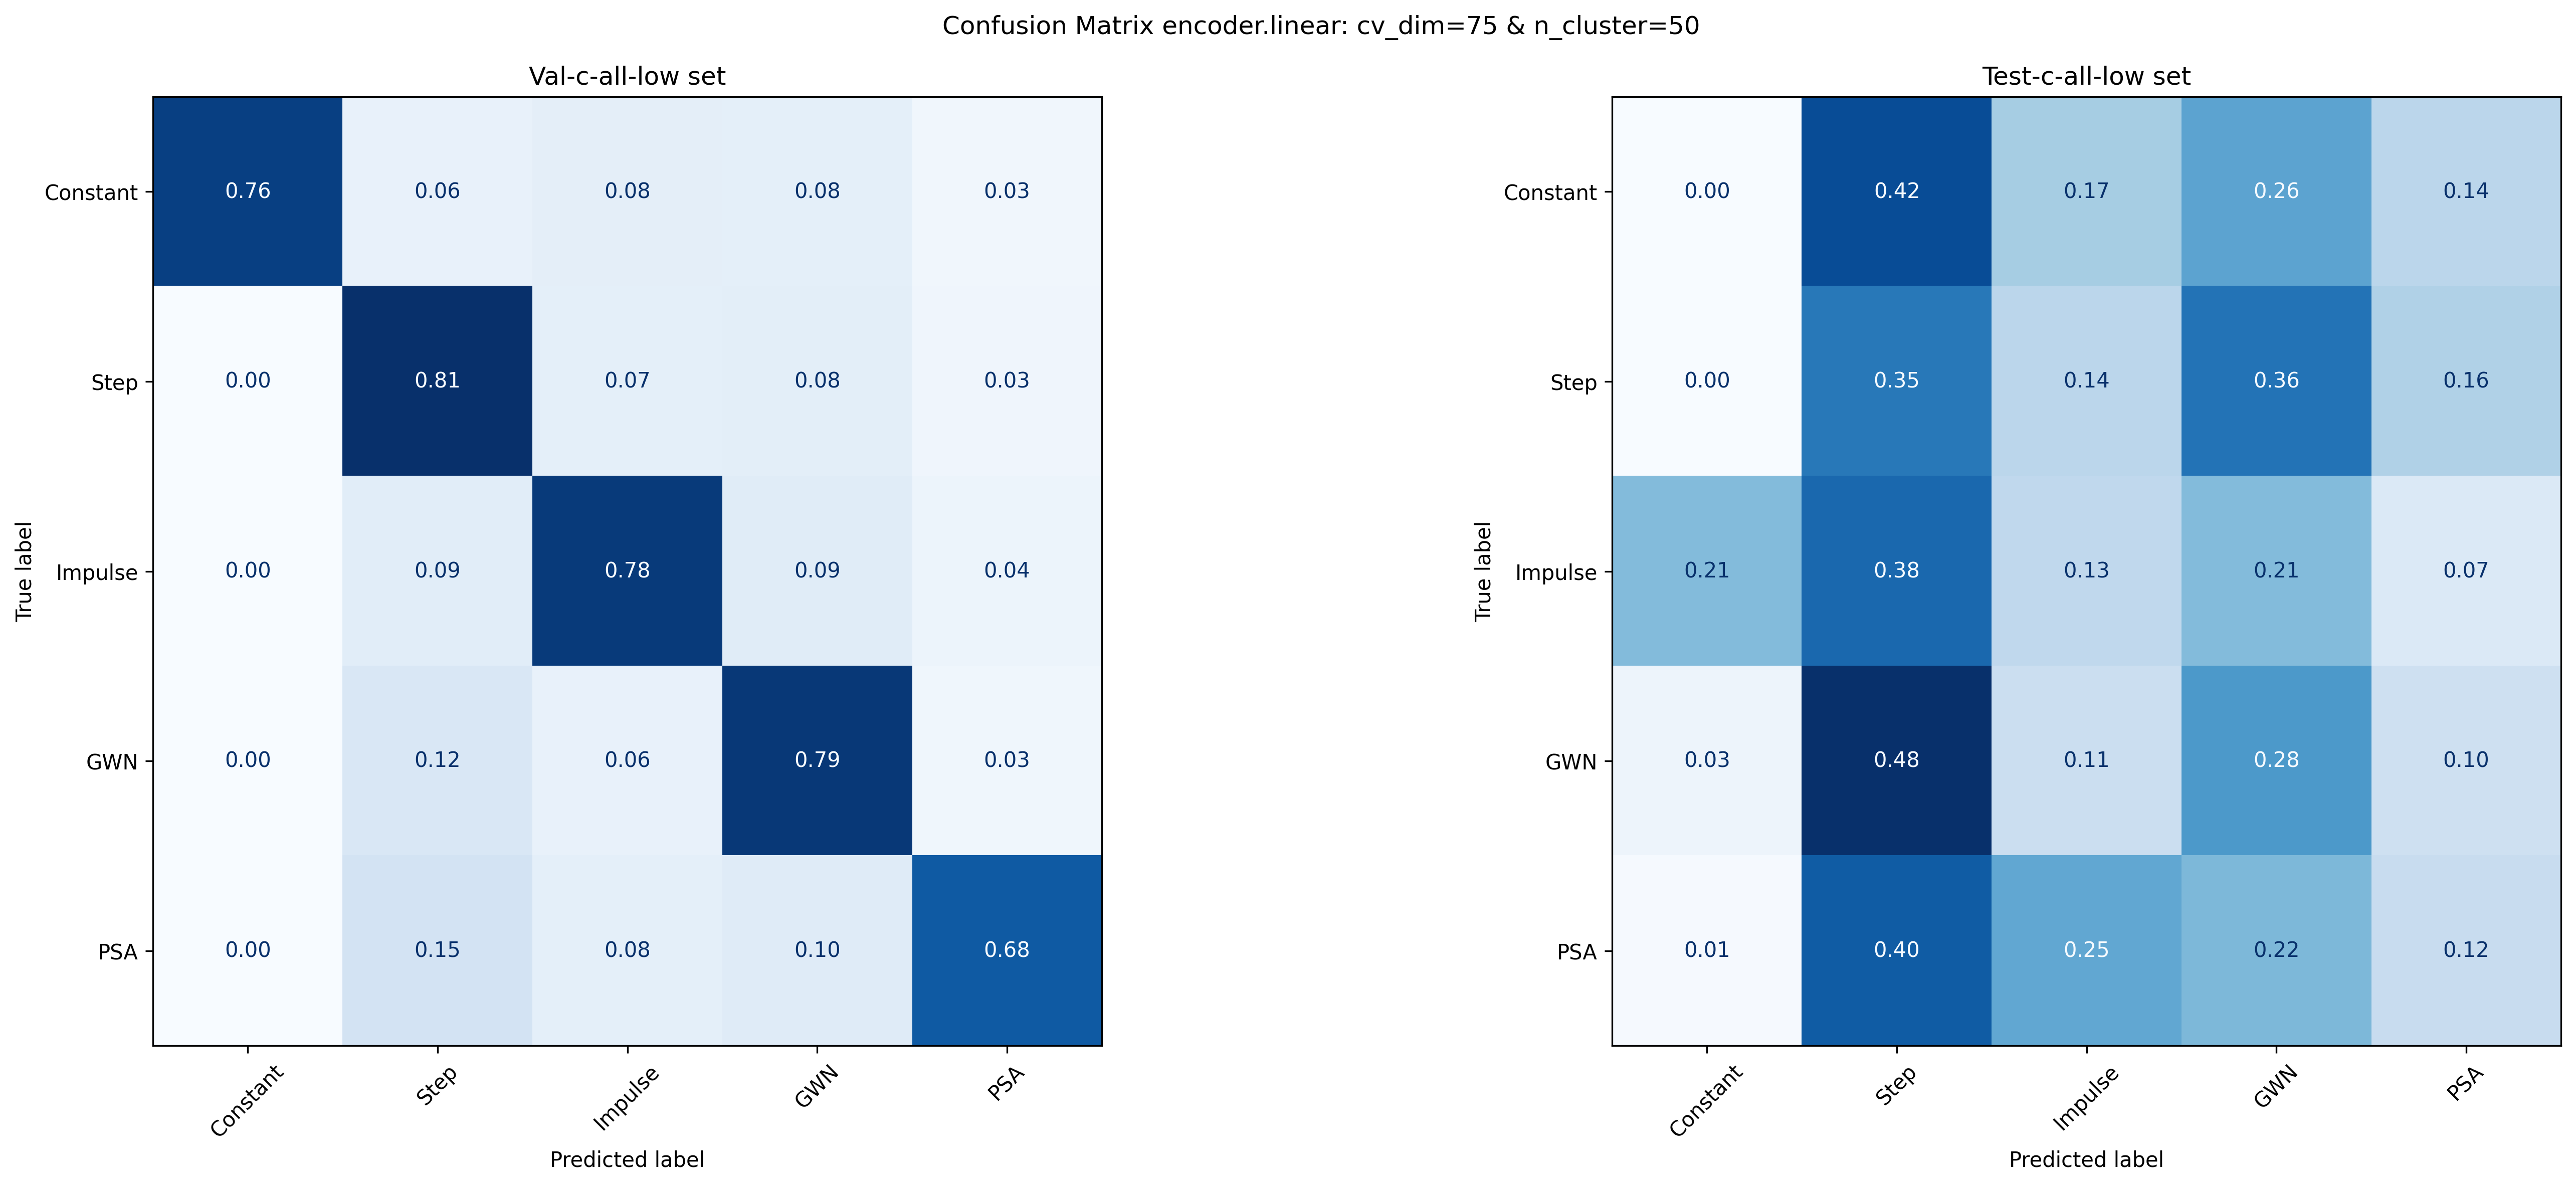 Confusion Matrix encoder.linear: cv_dim=75 & n_cluster=50
Val-c-all-low set
True label
Constant 0.76 0.06 0.08 0.08 0.03
Step 0.00 0.81 0.07 0.08 0.03
Impulse 0.00 0.09 0.78 0.09 0.04
GWN 0.00 0.12 0.06 0.79 0.03
PSA 0.00 0.15 0.08 0.10 0.68
Constant Step Impulse GWN PSA
Predicted label
Test-c-all-low set
True label
Constant 0.00 0.42 0.17 0.26 0.14
Step 0.00 0.35 0.14 0.36 0.16
Impulse 0.21 0.38 0.13 0.21 0.07
GWN 0.03 0.48 0.11 0.28 0.10
PSA 0.01 0.40 0.25 0.22 0.12
Constant Step Impulse GWN PSA
Predicted label